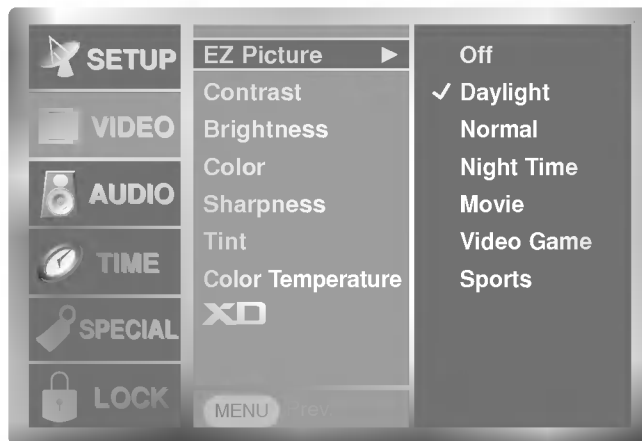 SETUP
VIDEO
AUDIO
TIME
SPECIAL
LOCK
EZ Picture
Contrast
Brightness
Color
Sharpness
Tint
Color Temperature
XD
MENU Prev.
Off
✓ Daylight
Normal
Night Time
Movie
Video Game
Sports